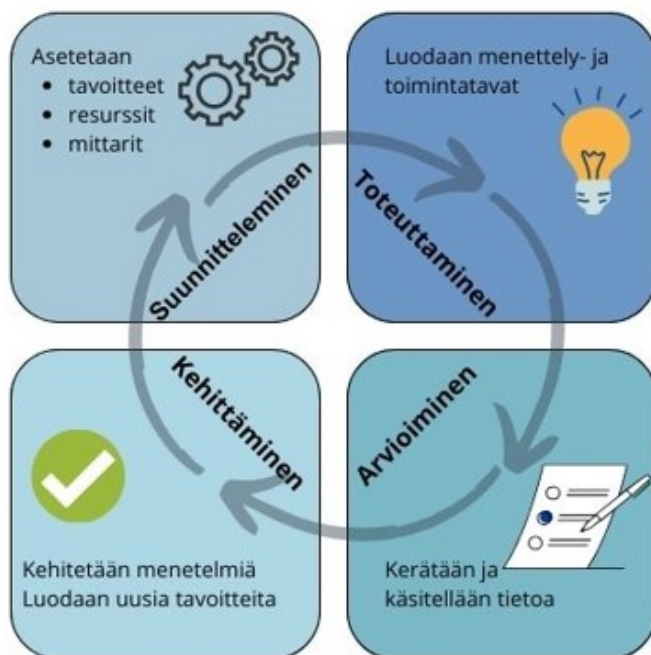 Asetetaan
• tavoitteet
• resurssit
• mittarit
Suunnitteleminen
Luodaan menettely- ja
toimintatavat
Toteuttaminen
Arvioiminen
Kerätään ja
käsitellään tietoa
Kehittäminen
Kehitetään menetelmiä
Luodaan uusia tavoitteita